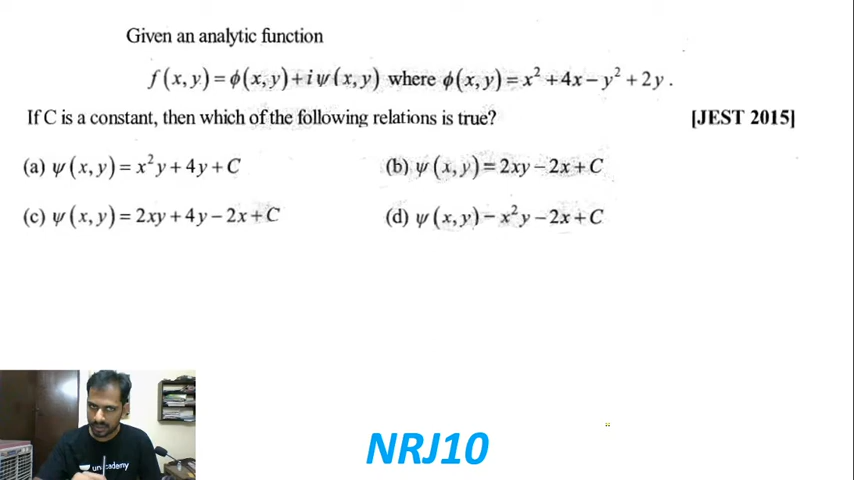 Given an analytic function
f(x,y)=ϕ(x,y)+iψ(x,y) where ϕ(x,y)=x²+4x−y²+2y.
If C is a constant, then which of the following relations is true? [JEST 2015]
(a) ψ(x,y)=x²y+4y+C (b) ψ(x,y)=2xy−2x+C
(c) ψ(x,y)=2xy+4y−2x+C (d) ψ(x,y)−x²y−2x+C
unacademy
NRJ10